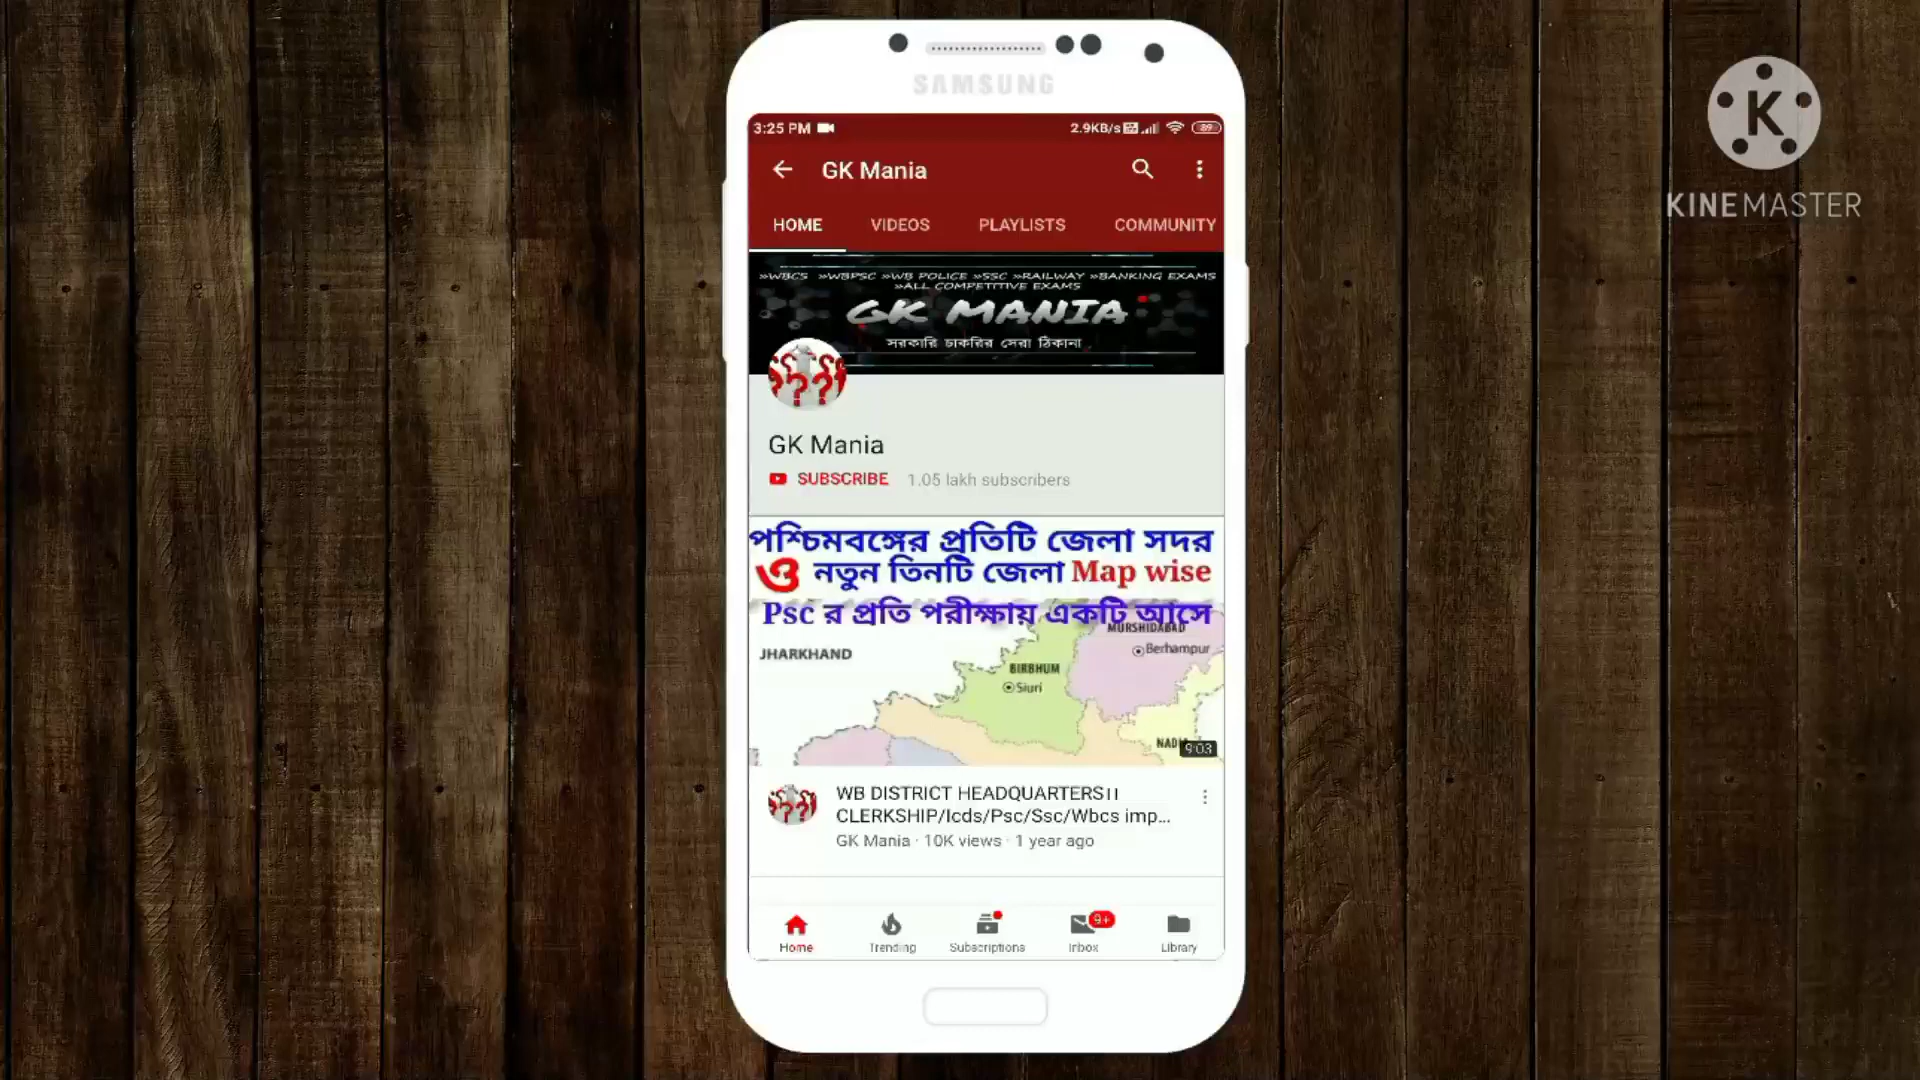 SAMSUNG
3:25 PM
2.9KB/s
89
GK Mania
HOME VIDEOS PLAYLISTS COMMUNITY
»WBCS »WBPSC »WB POLICE »SSC »RAILWAY »BANKING EXAMS
»ALL COMPETITIVE EXAMS
GK MANIA
সরকারি চাকরির সেরা ঠিকানা
GK Mania
SUBSCRIBE 1.05 lakh subscribers
পশ্চিমবঙ্গের প্রতিটি জেলা সদর
ও নতুন তিনটি জেলা Map wise
Psc র প্রতি পরীক্ষায় একটি আসে
MURSHIDABAD
Berhampur
JHARKHAND
BIRBHUM
Siuri
9:03
WB DISTRICT HEADQUARTERS।।
CLERKSHIP/Icds/Psc/Ssc/Wbcs imp...
GK Mania · 10K views · 1 year ago
9+
Home Trending Subscriptions Inbox Library
K
KINEMASTER